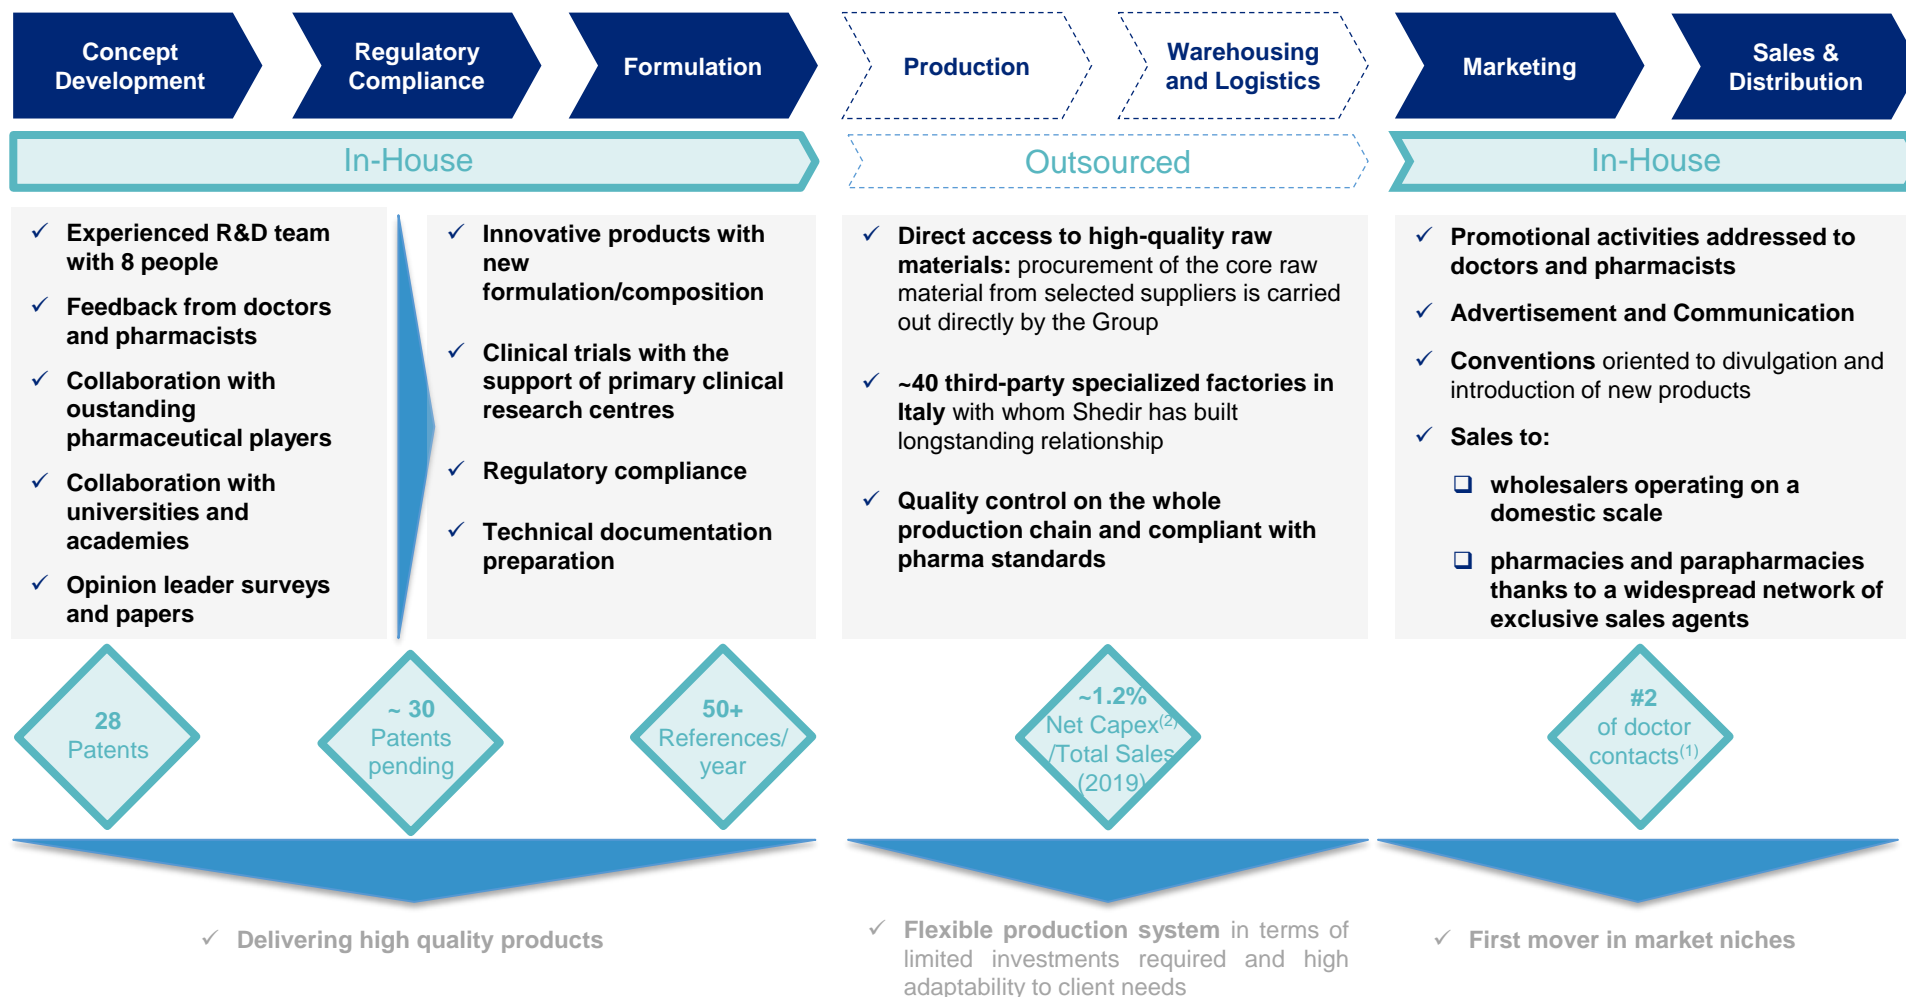 Concept
Development
Regulatory
Compliance
Formulation
Production
Warehousing
and Logistics
Marketing
Sales &
Distribution
In-House
Outsourced
In-House
✓ Experienced R&D team
with 8 people
✓ Feedback from doctors
and pharmacists
✓ Collaboration with
oustanding
pharmaceutical players
✓ Collaboration with
universities and
academies
✓ Opinion leader surveys
and papers
✓ Innovative products with
new
formulation/composition
✓ Clinical trials with the
support of primary clinical
research centres
✓ Regulatory compliance
✓ Technical documentation
preparation
✓ Direct access to high-quality raw
materials: procurement of the core raw
material from selected suppliers is carried
out directly by the Group
✓ ~40 third-party specialized factories in
Italy with whom Shedir has built
longstanding relationship
✓ Quality control on the whole
production chain and compliant with
pharma standards
✓ Promotional activities addressed to
doctors and pharmacists
✓ Advertisement and Communication
✓ Conventions oriented to divulgation and
introduction of new products
✓ Sales to:
❑ wholesalers operating on a
domestic scale
❑ pharmacies and parapharmacies
thanks to a widespread network of
exclusive sales agents
28
Patents
~ 30
Patents
pending
50+
References/
year
~1.2%
Net Capex(2)
/Total Sales
(2019)
#2
of doctor
contacts(1)
✓ Delivering high quality products
✓ Flexible production system in terms of
limited investments required and high
adaptability to client needs
✓ First mover in market niches